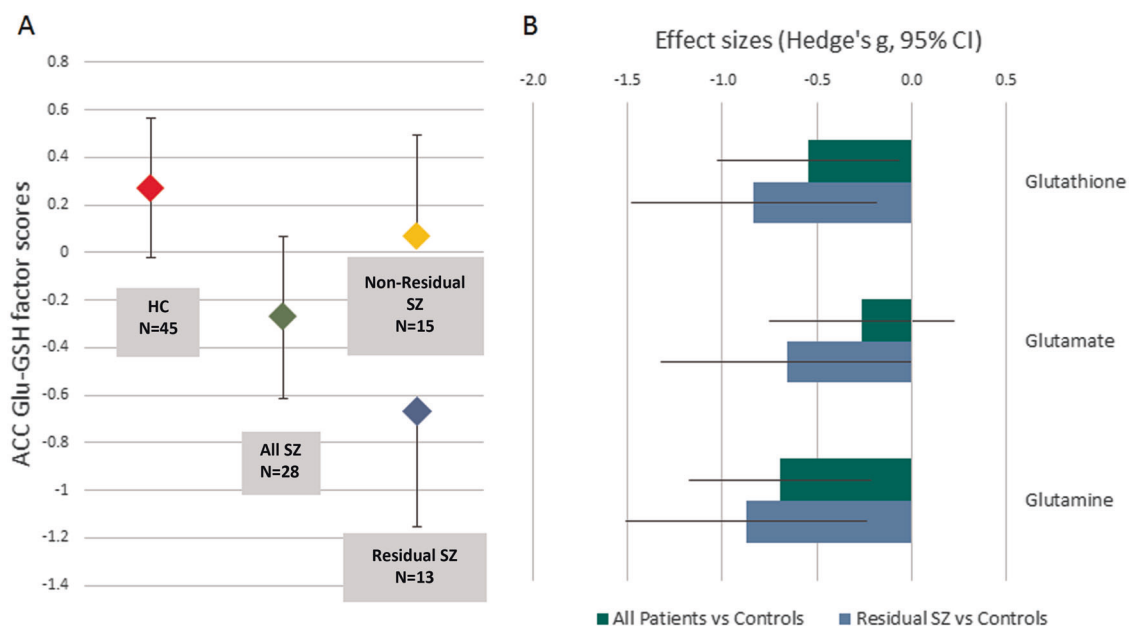 A
ACC Glu-GSH factor scores
0.8
0.6
0.4
0.2
0
-0.2
-0.4
-0.6
-0.8
-1
-1.2
-1.4
HC
N=45
All SZ
N=28
Non-Residual
SZ
N=15
Residual SZ
N=13
B
Effect sizes (Hedge's g, 95% CI)
-2.0 -1.5 -1.0 -0.5 0.0 0.5
Glutathione
Glutamate
Glutamine
All Patients vs Controls Residual SZ vs Controls